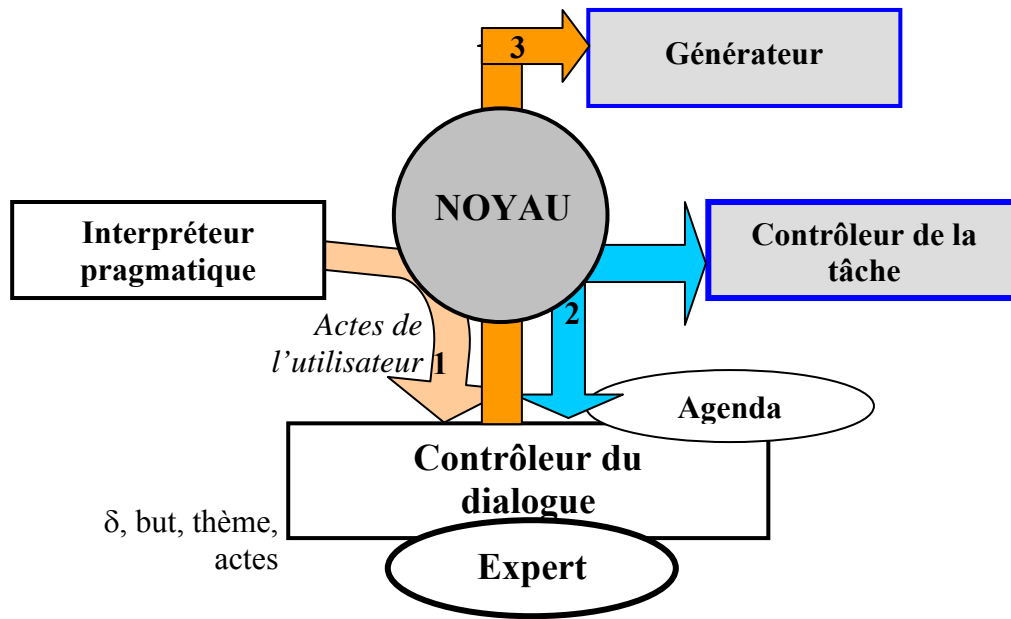 3
Générateur
NOYAU
Interpréteur
pragmatique
Contrôleur de la
tâche
Actes de
l’utilisateur
1
2
Agenda
Contrôleur du
dialogue
δ, but, thème,
actes
Expert